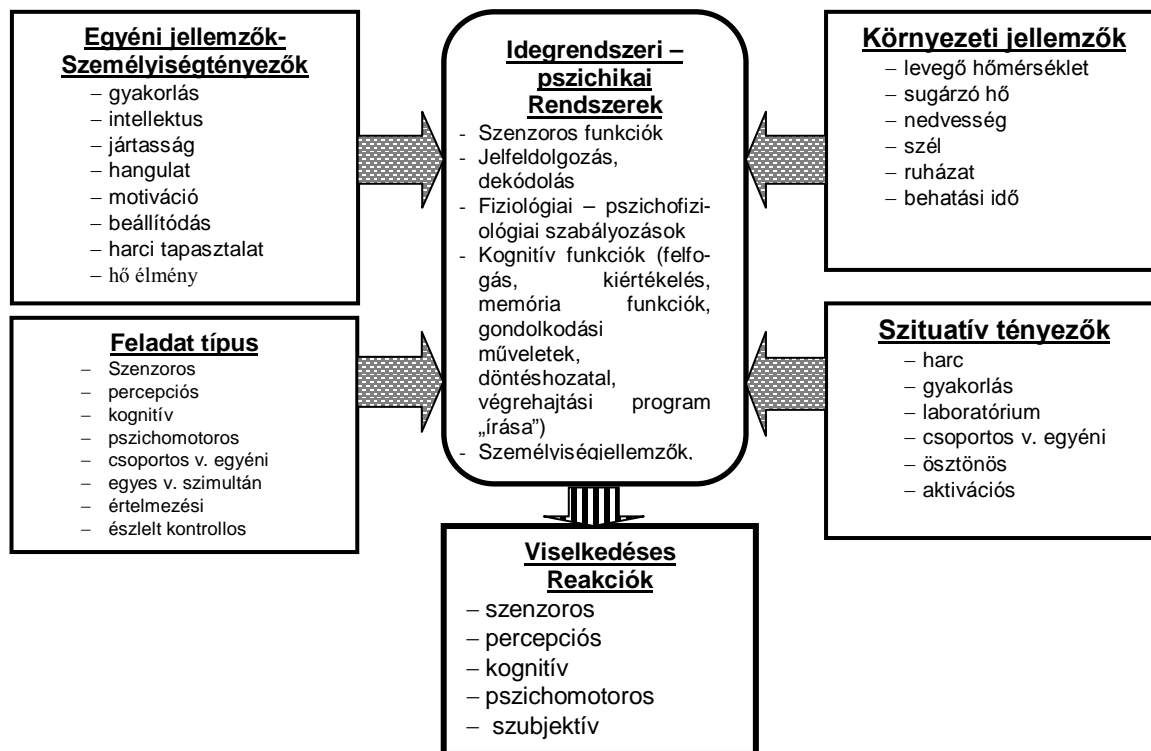 Egyéni jellemzők-
Személyiségtényezők
– gyakorlás
– intellektus
– jártasság
– hangulat
– motiváció
– beállítódás
– harci tapasztalat
– hő élmény
Feladat típus
– Szenzoros
– percepciós
– kognitív
– pszichomotoros
– csoportos v. egyéni
– egyes v. szimultán
– értelmezési
– észlelt kontrollos
Idegrendszeri –
pszichikai
Rendszerek
- Szenzoros funkciók
- Jelfeldolgozás,
dekódolás
- Fiziológiai – pszichofizi-
ológiai szabályozások
- Kognitív funkciók (felfo-
gás, kiértékelés,
memória funkciók,
gondolkodási
műveletek,
döntéshozatal,
végrehajtási program
„írása”)
- Személyiségjellemzők,
Környezeti jellemzők
– levegő hőmérséklet
– sugárzó hő
– nedvesség
– szél
– ruházat
– behatási idő
Szituatív tényezők
– harc
– gyakorlás
– laboratórium
– csoportos v. egyéni
– ösztönös
– aktivációs
Viselkedéses
Reakciók
– szenzoros
– percepciós
– kognitív
– pszichomotoros
– szubjektív